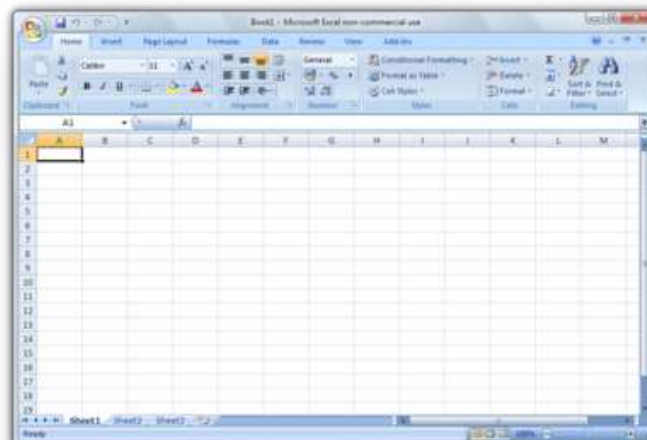 Book1 - Microsoft Excel non-commercial use
Home Insert Page Layout Formulas Data Review View Add-Ins
Paste
Calibri 11
General
Conditional Formatting
Format as Table
Cell Styles
Insert
Delete
Format
Sort & Filter
Find & Select
Clipboard Font Alignment Number Styles Cells Editing
A1 fx
A B C D E F G H I J K L M
1
2
3
4
5
6
7
8
9
10
11
12
13
14
15
16
17
18
19
Sheet1 Sheet2 Sheet3
Ready 100%